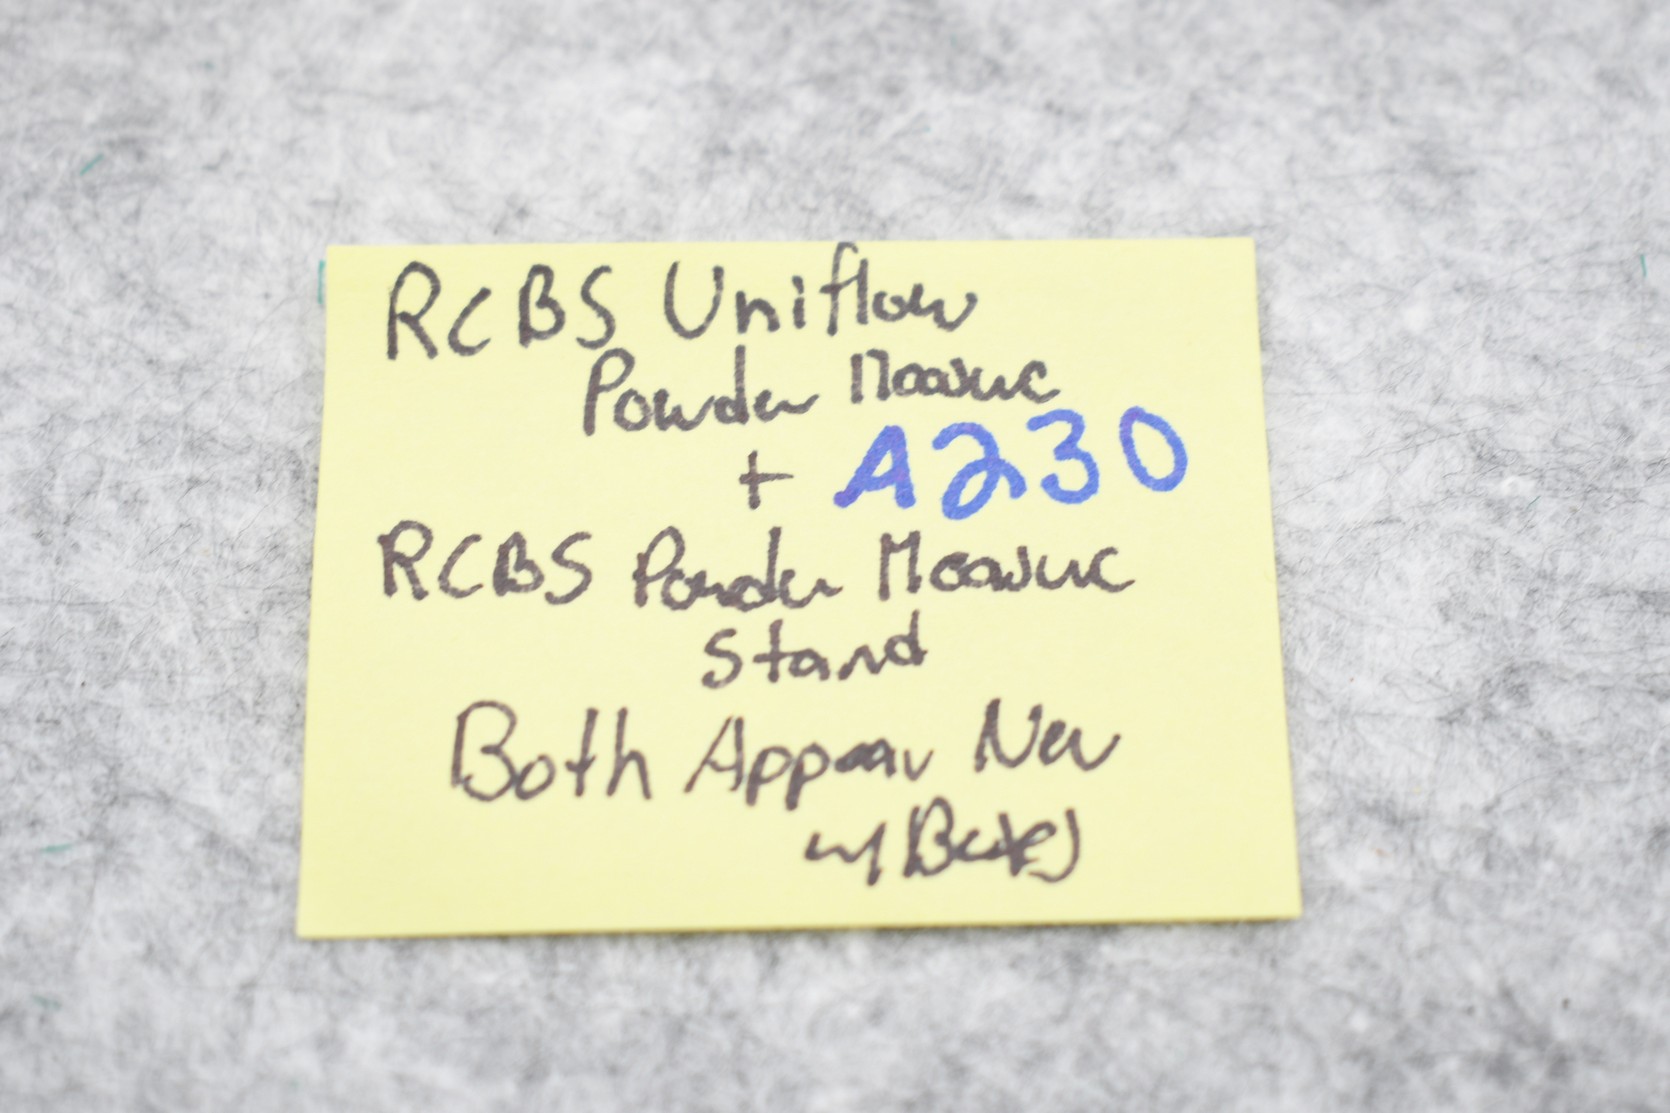 RCBS Uniflow
Powder Measure
+ A230
RCBS Powder Measure
Stand
Both Appear New
w/ Boxes